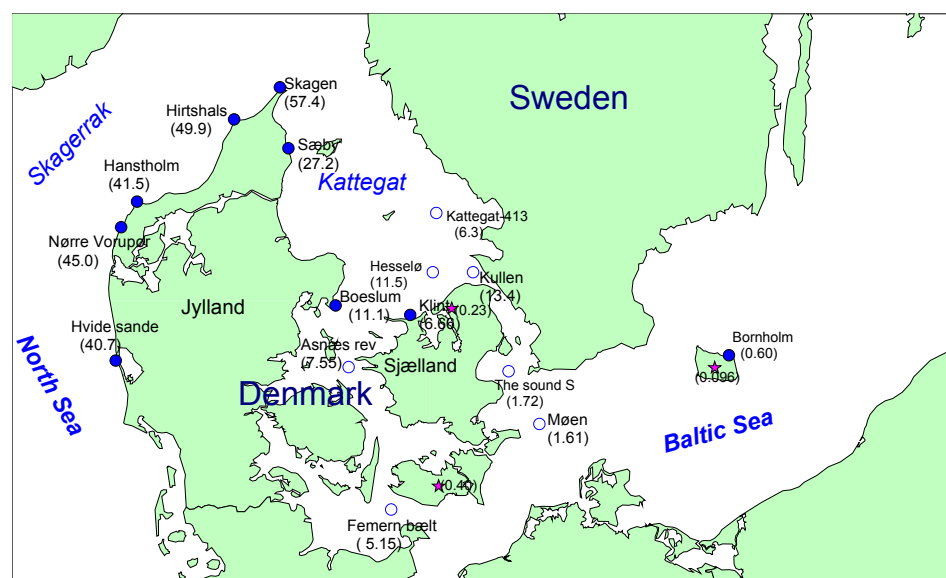 Skagen
(57.4)
Sweden
Hirtshals
(49.9)
Skagerrak
Sæby
(27.2)
Kattegat
Hanstholm
(41.5)
Kattegat-413
(6.3)
Nørre Vorupør
(45.0)
Hesselø
(11.5)
Kullen
(13.4)
Jylland
Boeslum
(11.1)
Klint
(6.66)
(0.23)
Hvide sande
(40.7)
North Sea
Asnæs rev
(7.55)
Sjælland
Bornholm
(0.60)
(0.096)
Denmark
The sound S
(1.72)
Møen
(1.61)
Baltic Sea
(0.40)
Femern bælt
( 5.15)